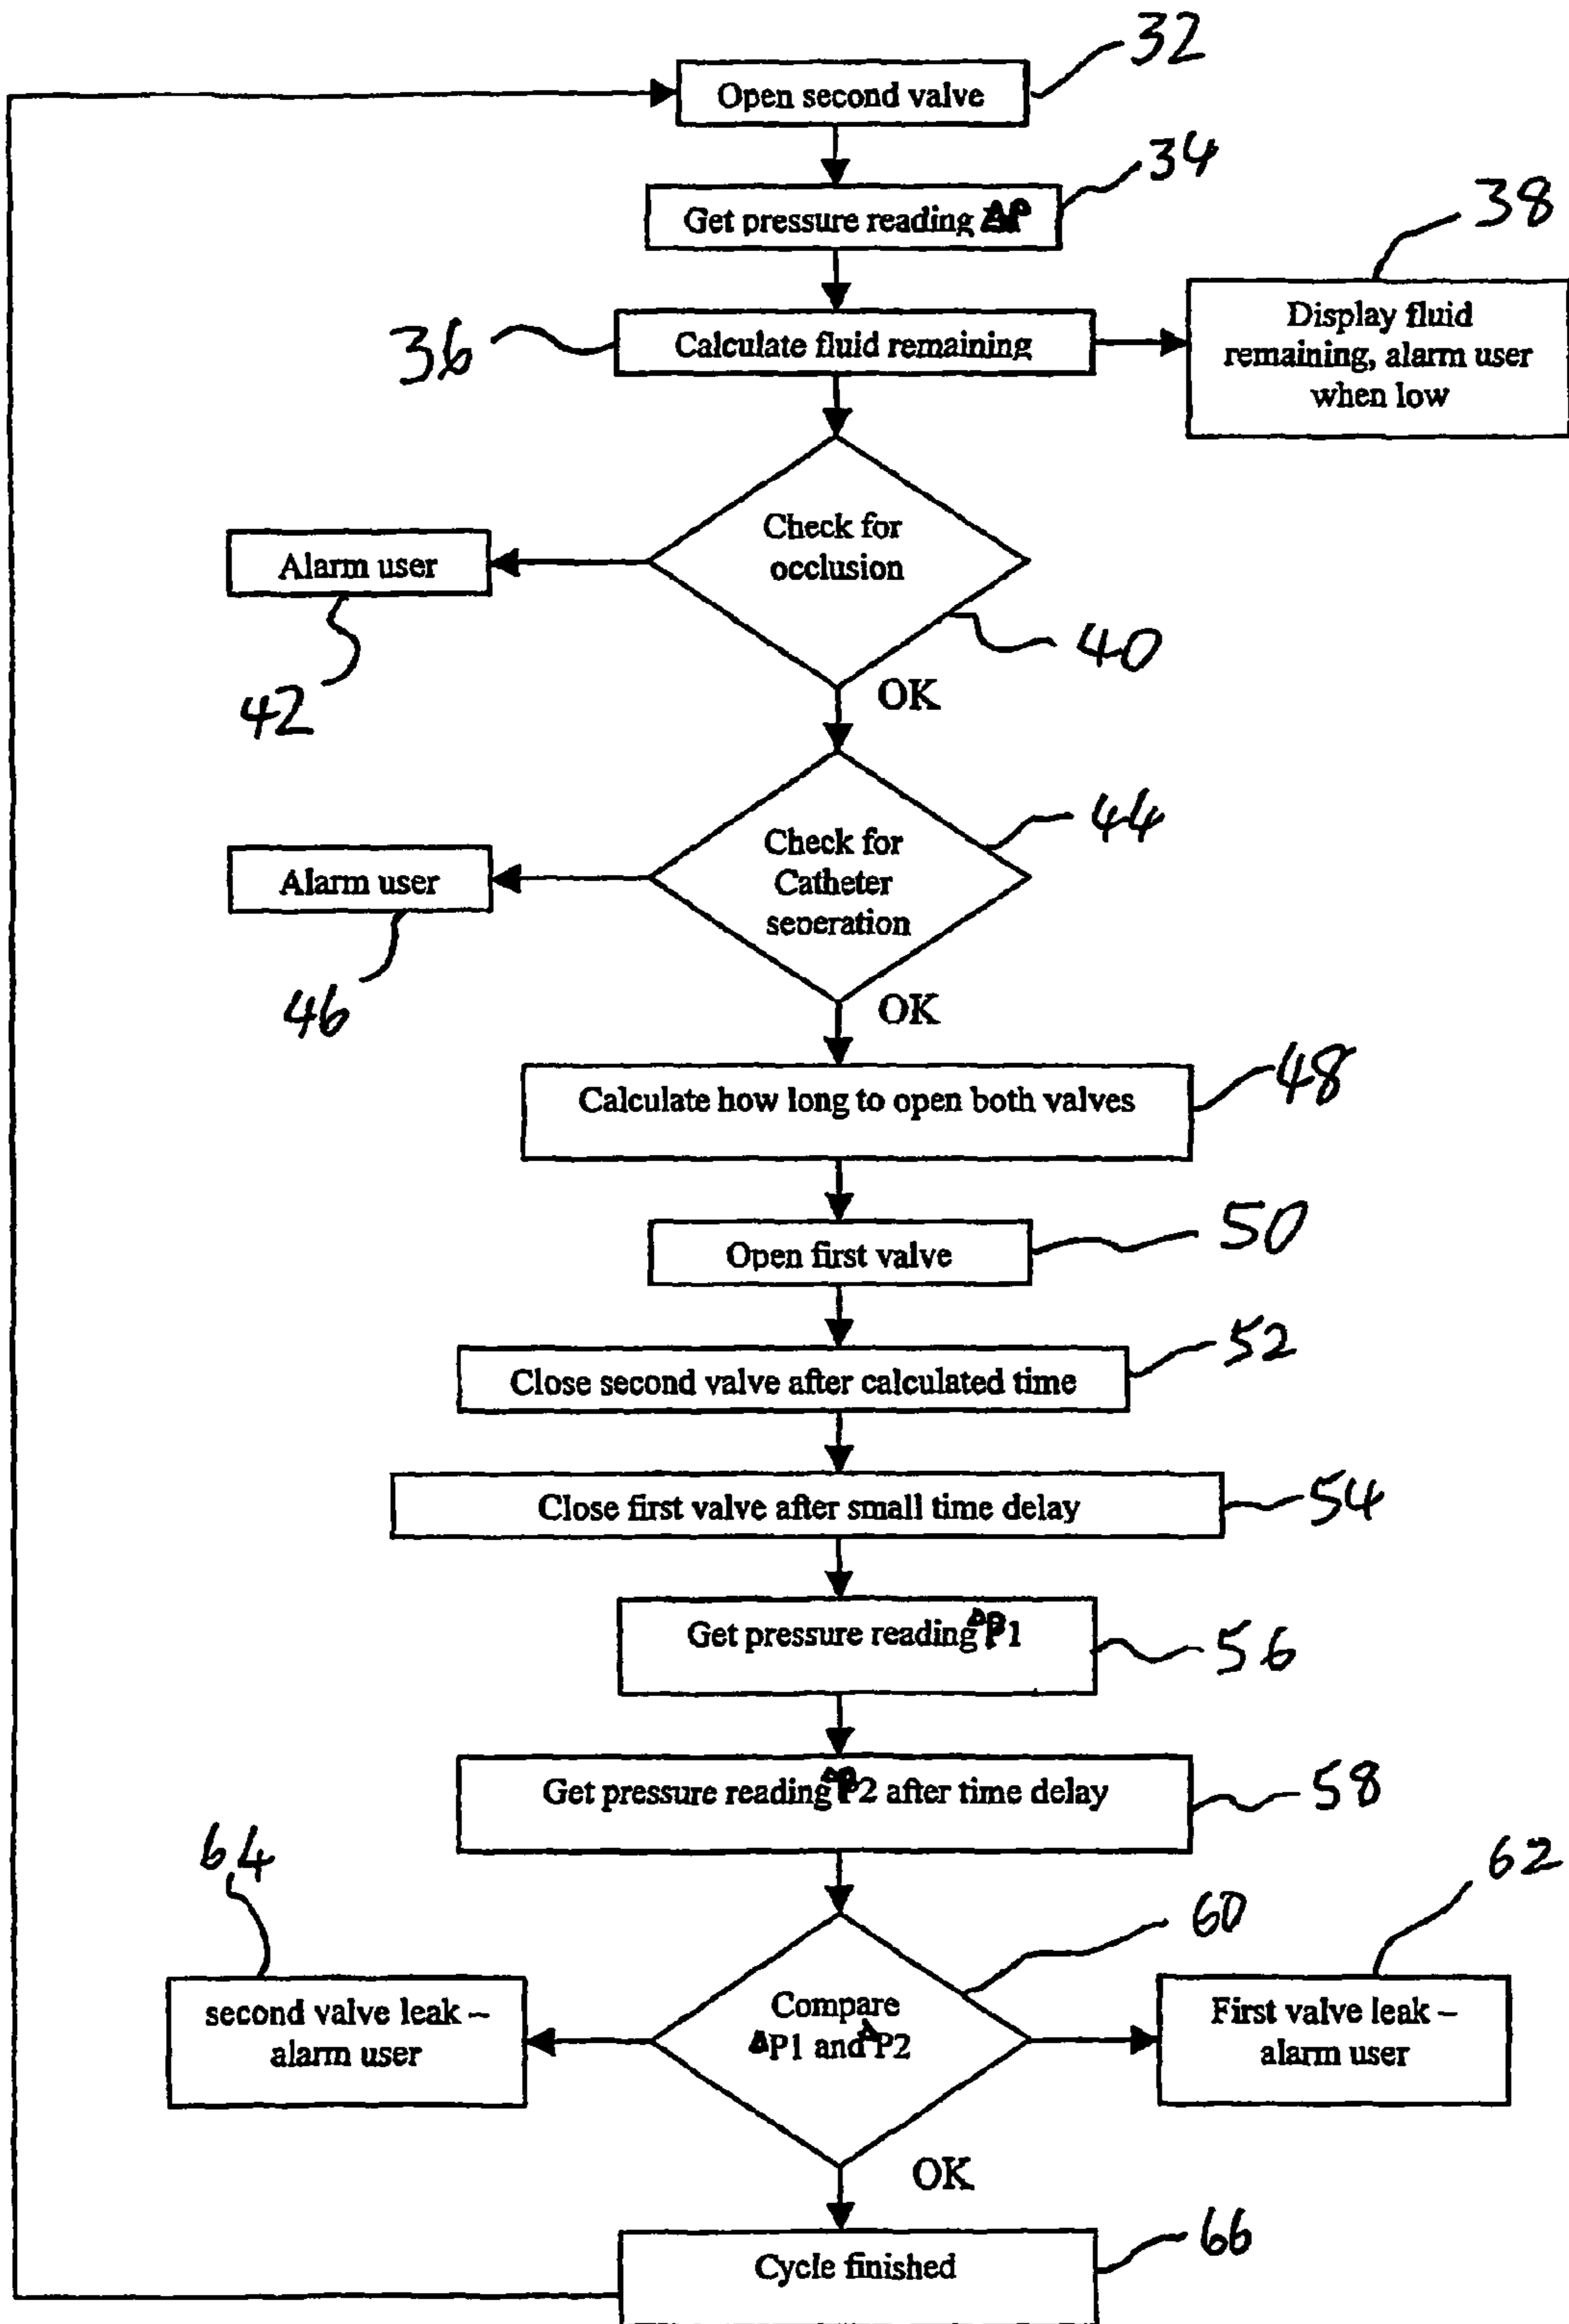 32
Open second valve
34
Get pressure reading ΔP
38
Display fluid
remaining, alarm user
when low
36
Calculate fluid remaining
Check for
occlusion
Alarm user
40
42
OK
44
Check for
Catheter
seperation
Alarm user
46
OK
48
Calculate how long to open both valves
50
Open first valve
52
Close second valve after calculated time
54
Close first valve after small time delay
Get pressure reading ΔP1
56
Get pressure reading ΔP2 after time delay
58
64
62
60
second valve leak –
alarm user
Compare
ΔP1 and ΔP2
First valve leak –
alarm user
OK
66
Cycle finished